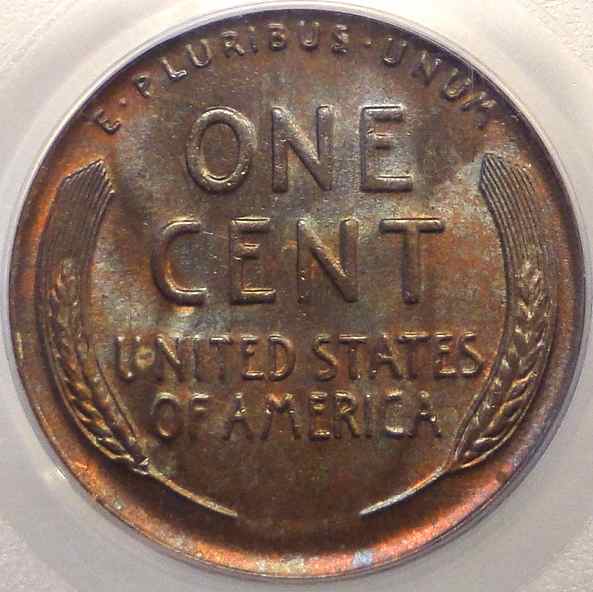 E·PLURIBUS·UNUM
ONE
CENT
UNITED STATES
OF AMERICA